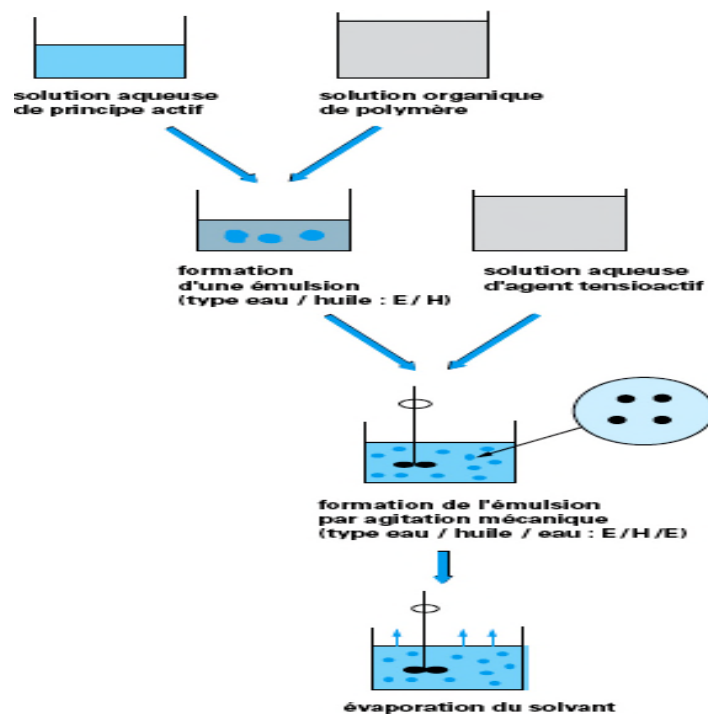 solution aqueuse
de principe actif
solution organique
de polymère
formation
d'une émulsion
(type eau / huile : E / H)
solution aqueuse
d'agent tensioactif
formation de l'émulsion
par agitation mécanique
(type eau / huile / eau : E / H / E)
évaporation du solvant